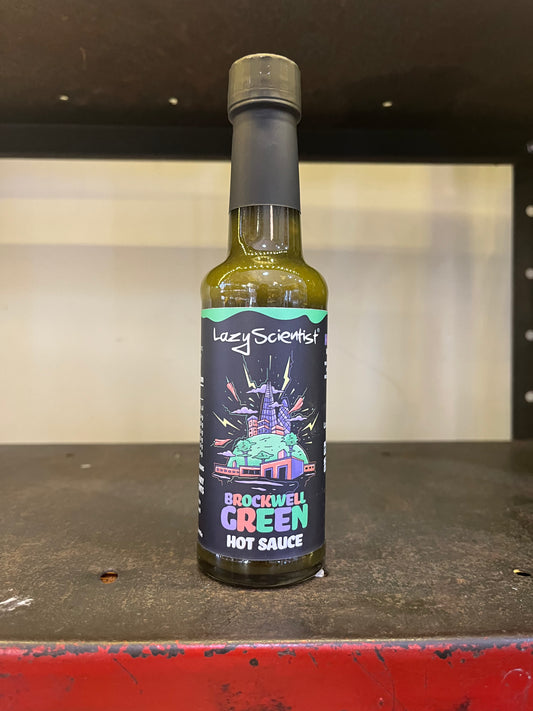 Lazy Scientist®
BROCKWELL
GREEN
HOT SAUCE